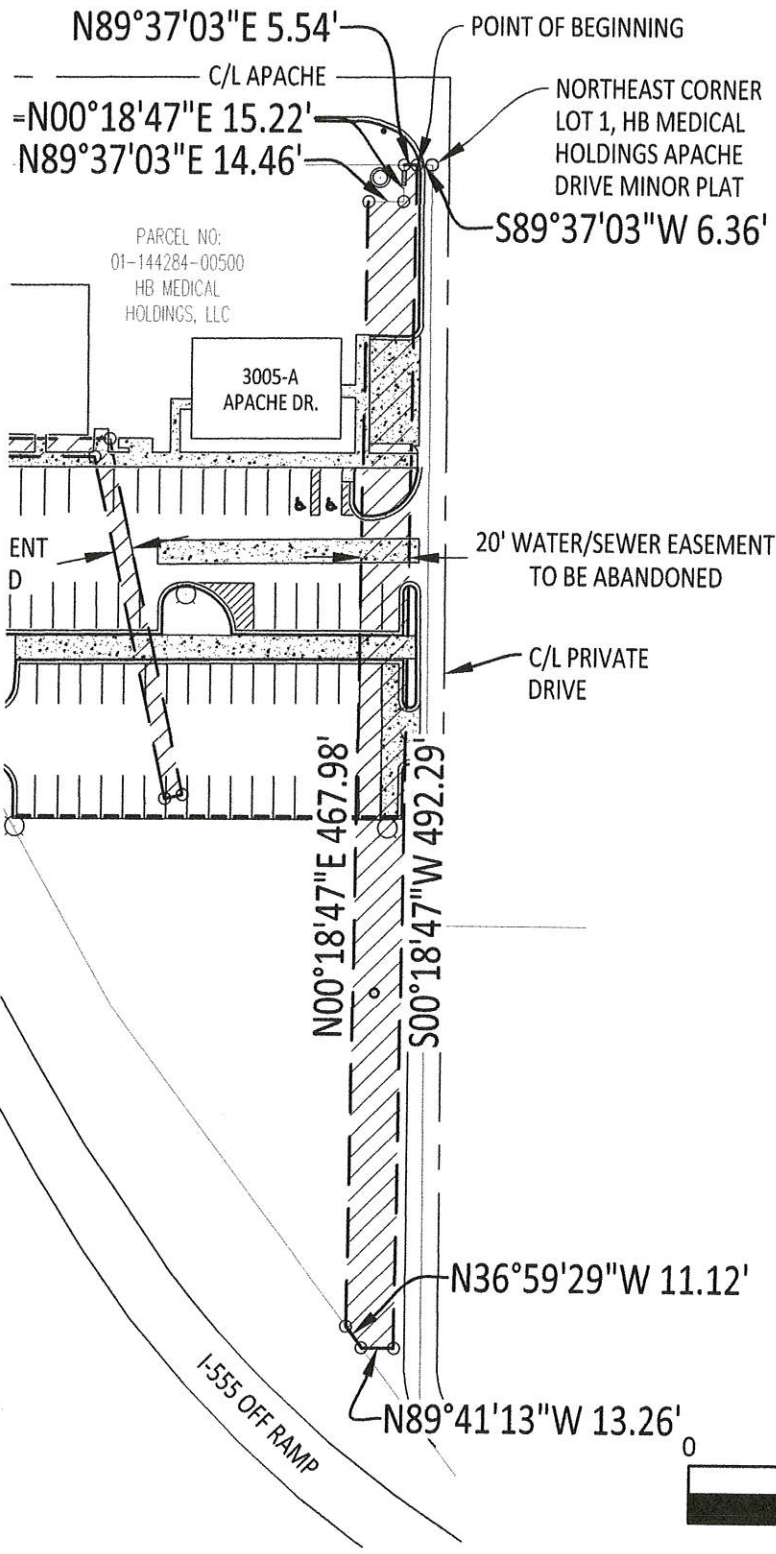 N89°37'03"E 5.54'
POINT OF BEGINNING
C/L APACHE
NORTHEAST CORNER
LOT 1, HB MEDICAL
HOLDINGS APACHE
DRIVE MINOR PLAT
=N00°18'47"E 15.22'
N89°37'03"E 14.46'
S89°37'03"W 6.36'
PARCEL NO:
01-144284-00500
HB MEDICAL
HOLDINGS, LLC
3005-A
APACHE DR.
ENT
D
20' WATER/SEWER EASEMENT
TO BE ABANDONED
C/L PRIVATE
DRIVE
N00°18'47"E 467.98'
S00°18'47"W 492.29'
N36°59'29"W 11.12'
N89°41'13"W 13.26'
I-555 OFF RAMP
0